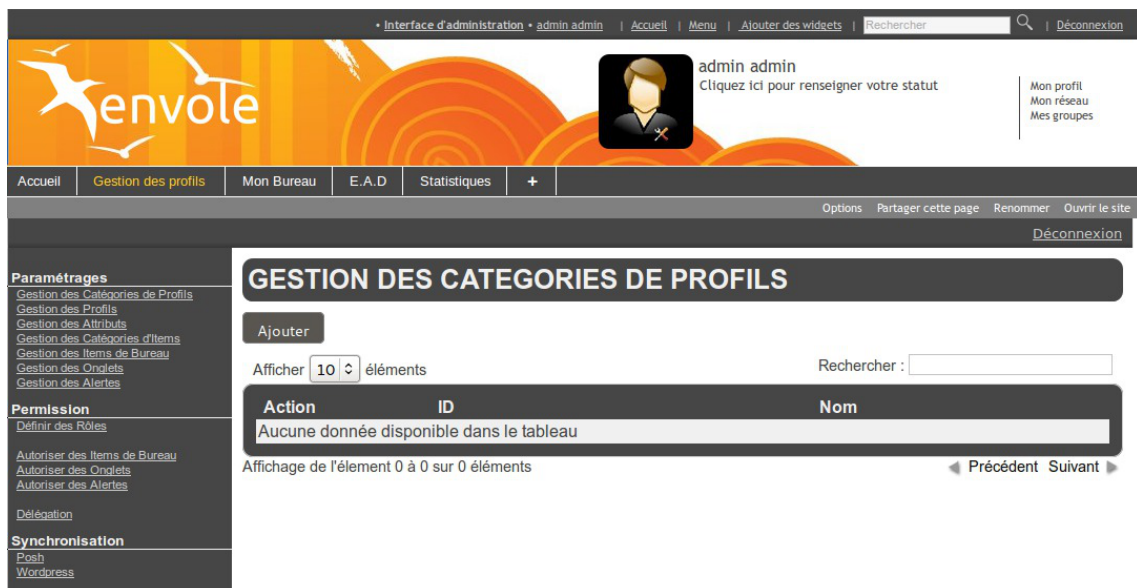 • Interface d'administration • admin admin | Accueil | Menu | Ajouter des widgets | Rechercher | Déconnexion
envole
admin admin
Cliquez ici pour renseigner votre statut
Mon profil
Mon réseau
Mes groupes
Accueil Gestion des profils Mon Bureau E.A.D Statistiques +
Options Partager cette page Renommer Ouvrir le site
Déconnexion
Paramétrages
Gestion des Catégories de Profils
Gestion des Profils
Gestion des Attributs
Gestion des Catégories d'Items
Gestion des Items de Bureau
Gestion des Onglets
Gestion des Alertes
Permission
Définir des Rôles
Autoriser des Items de Bureau
Autoriser des Onglets
Autoriser des Alertes
Délégation
Synchronisation
Posh
Wordpress
GESTION DES CATEGORIES DE PROFILS
Ajouter
Afficher 10 éléments Rechercher :
Action ID Nom
Aucune donnée disponible dans le tableau
Affichage de l'élement 0 à 0 sur 0 éléments Précédent Suivant